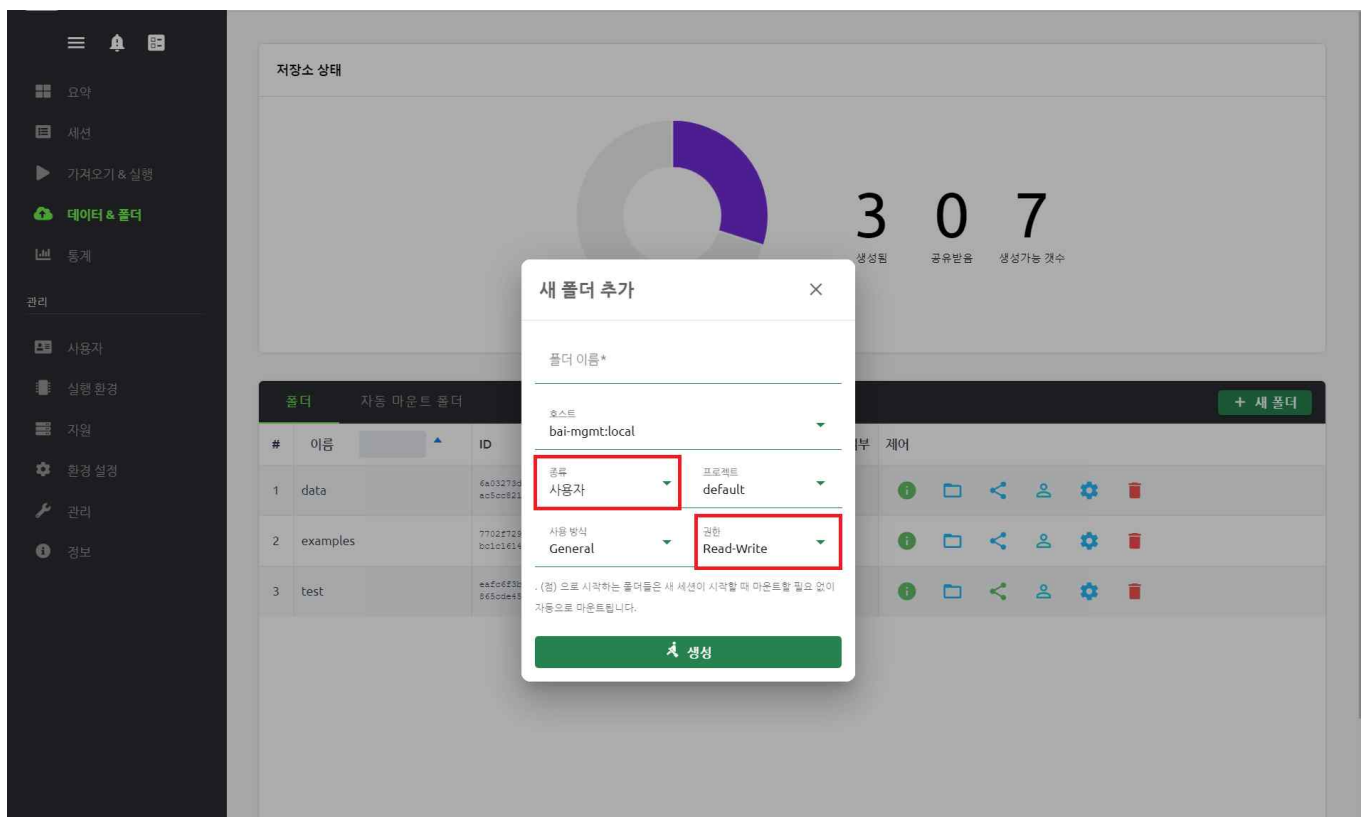 요약
세션
가져오기 & 실행
데이터 & 폴더
통계
관리
사용자
실행 환경
자원
환경 설정
관리
정보
저장소 상태
3 0 7
생성됨 공유받음 생성가능 갯수
폴더 자동 마운트 폴더
+ 새 폴더
# 이름 ID
제어
1 data
2 examples
3 test
새 폴더 추가
폴더 이름*
호스트
bai-mgmt:local
종류 프로젝트
사용자 default
사용 방식 권한
General Read-Write
. (점) 으로 시작하는 폴더들은 새 세션이 시작할 때 마운트할 필요 없이
자동으로 마운트됩니다.
생성